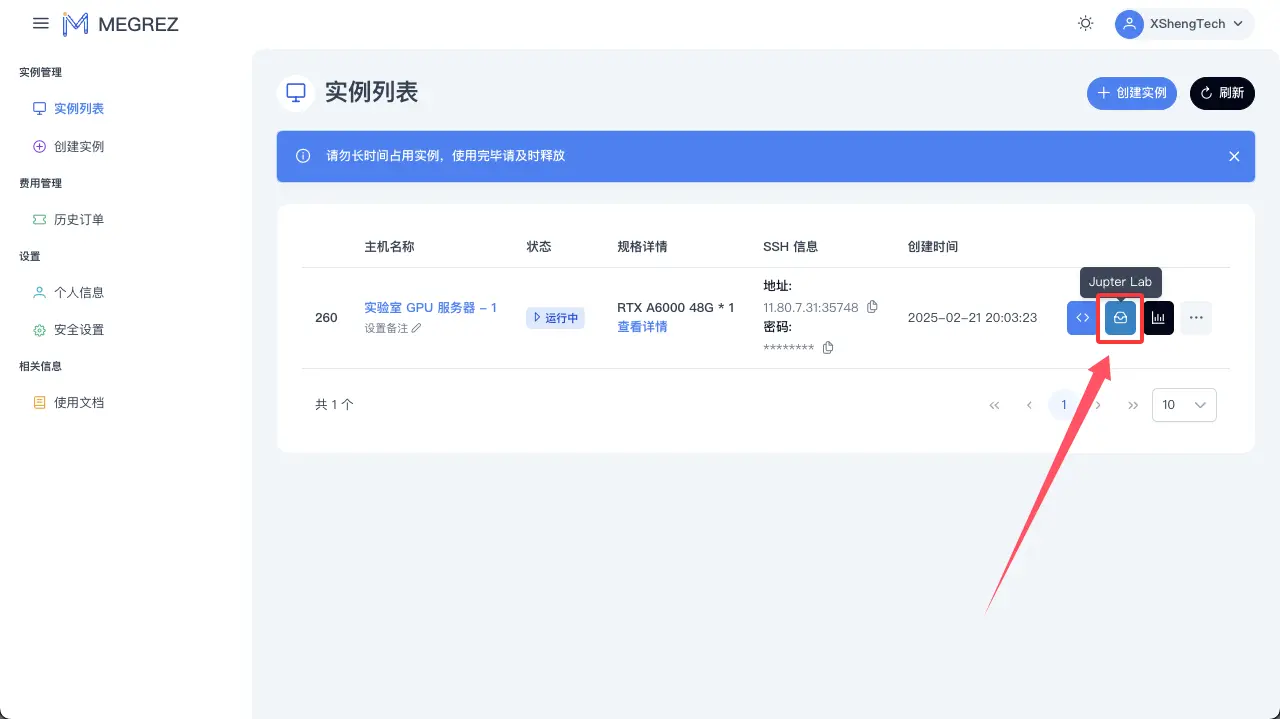 MEGREZ
XShengTech
实例管理
实例列表
创建实例
费用管理
历史订单
设置
个人信息
安全设置
相关信息
使用文档
实例列表
创建实例
刷新
请勿长时间占用实例，使用完毕请及时释放
主机名称 状态 规格详情 SSH 信息 创建时间
Jupter Lab
260
实验室 GPU 服务器 – 1
设置备注
运行中
RTX A6000 48G * 1
查看详情
地址:
11.80.7.31:35748
密码:
********
2025-02-21 20:03:23
共 1 个
« ‹ 1 › » 10